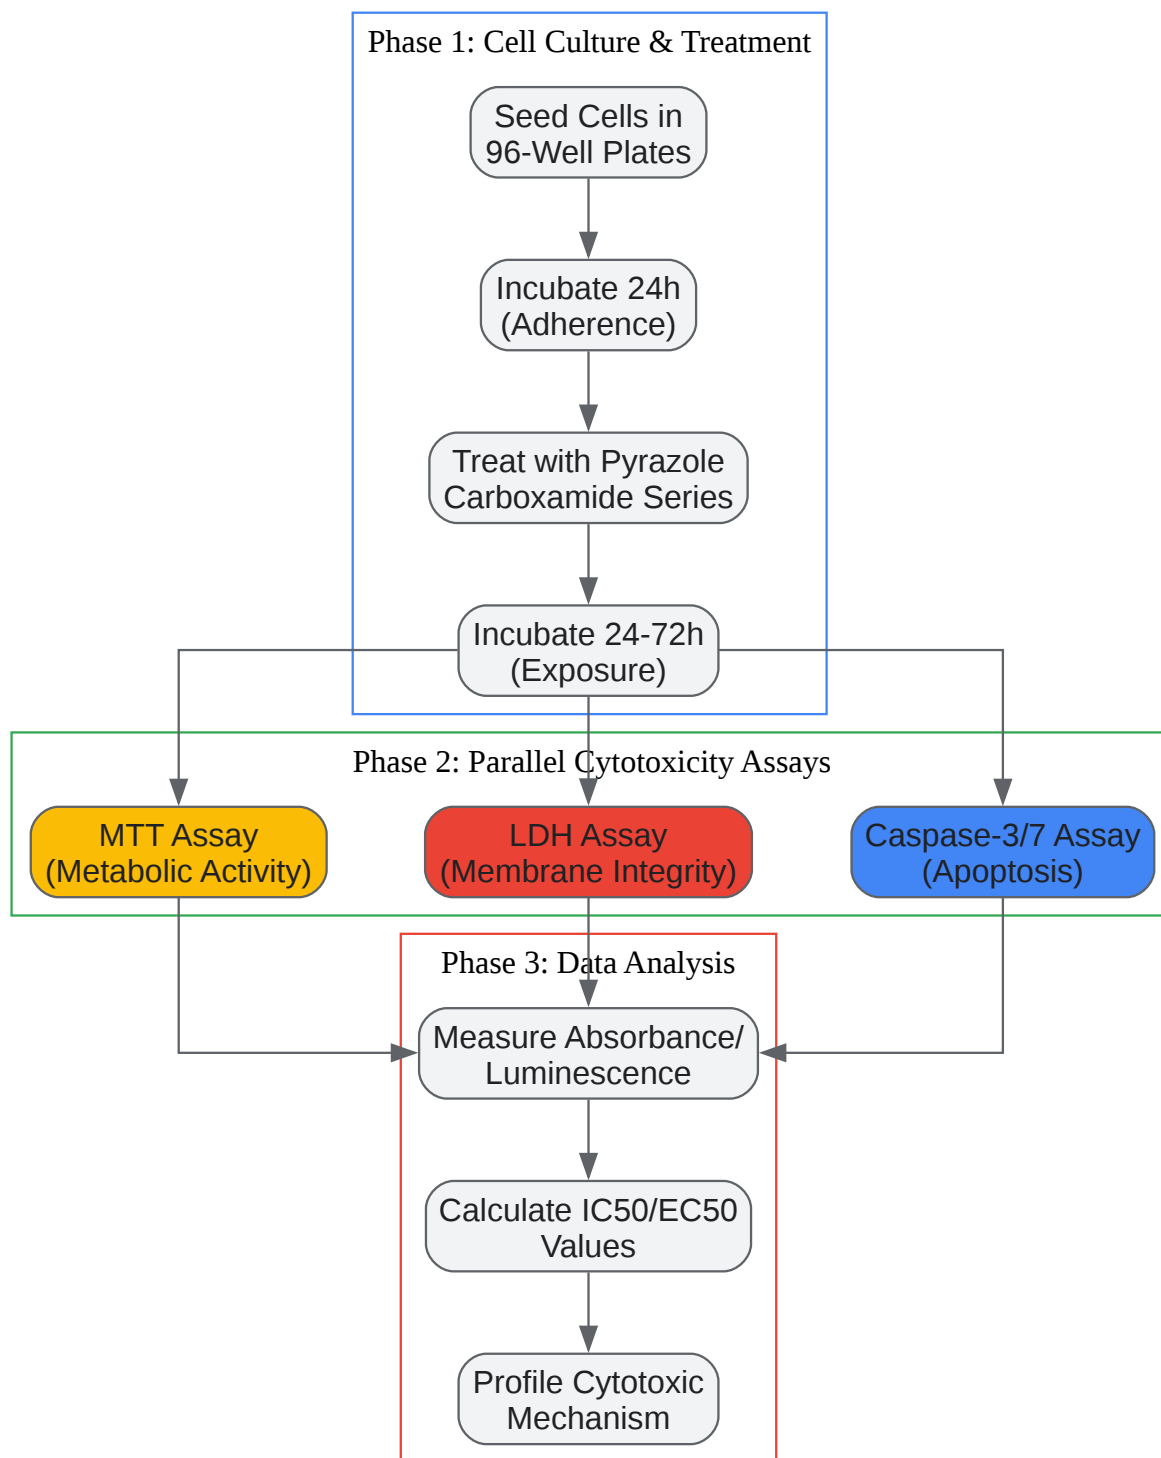 Phase 1: Cell Culture & Treatment
Seed Cells in
96-Well Plates
Incubate 24h
(Adherence)
Treat with Pyrazole
Carboxamide Series
Incubate 24-72h
(Exposure)
Phase 2: Parallel Cytotoxicity Assays
MTT Assay
(Metabolic Activity)
LDH Assay
(Membrane Integrity)
Caspase-3/7 Assay
(Apoptosis)
Phase 3: Data Analysis
Measure Absorbance/
Luminescence
Calculate IC50/EC50
Values
Profile Cytotoxic
Mechanism